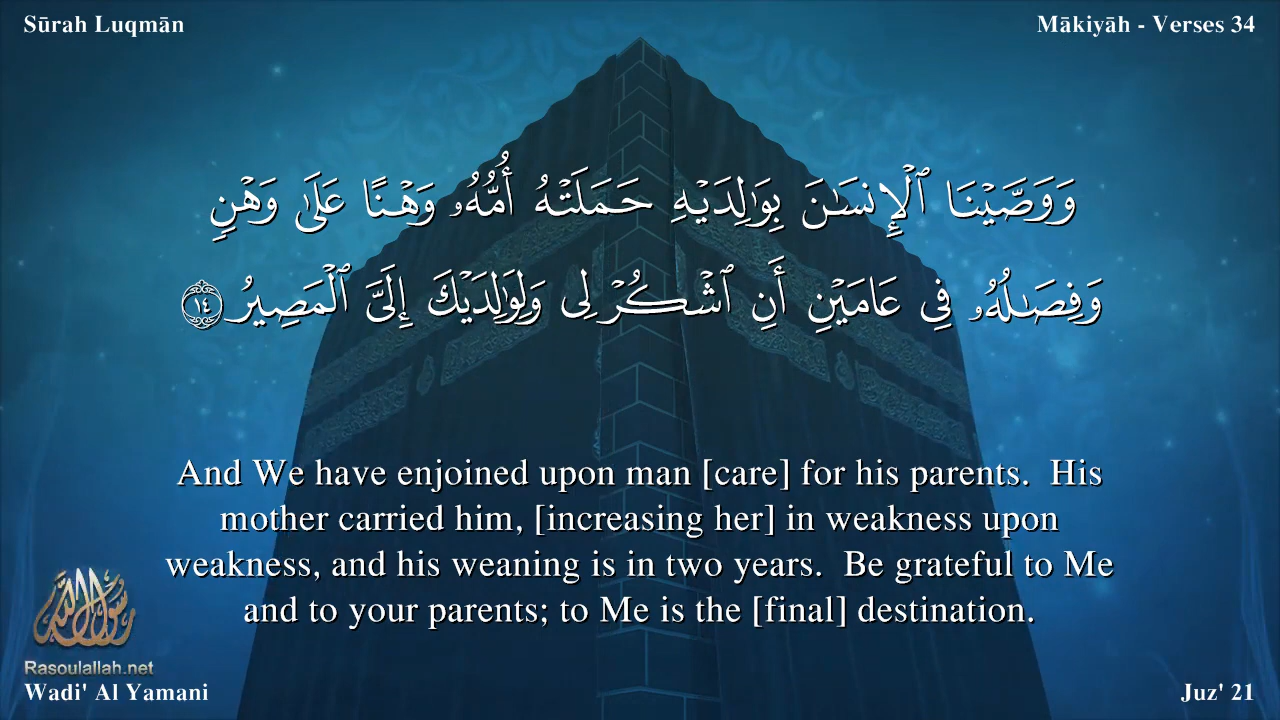 Sūrah Luqmān
Mākiyāh - Verses 34
وَوَصَّيْنَا ٱلْإِنسَـٰنَ بِوَٰلِدَيْهِ حَمَلَتْهُ أُمُّهُۥ وَهْنًا عَلَىٰ وَهْنٍ
وَفِصَـٰلُهُۥ فِى عَامَيْنِ أَنِ ٱشْكُرْ لِى وَلِوَٰلِدَيْكَ إِلَىَّ ٱلْمَصِيرُ ١٤
And We have enjoined upon man [care] for his parents.  His
mother carried him, [increasing her] in weakness upon
weakness, and his weaning is in two years.  Be grateful to Me
and to your parents; to Me is the [final] destination.
رسول الله
Rasoulallah.net
Wadi' Al Yamani
Juz' 21